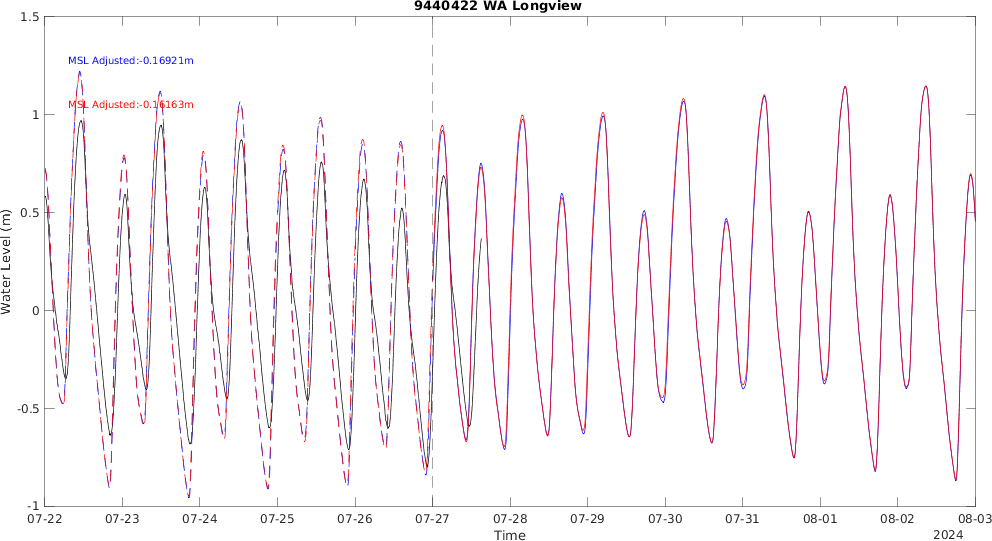 9440422 WA Longview
1.5
MSL Adjusted:-0.16921m
MSL Adjusted:-0.16163m
1
0.5
0
-0.5
-1
Water Level (m)
07-22 07-23 07-24 07-25 07-26 07-27 07-28 07-29 07-30 07-31 08-01 08-02 08-03
Time
2024